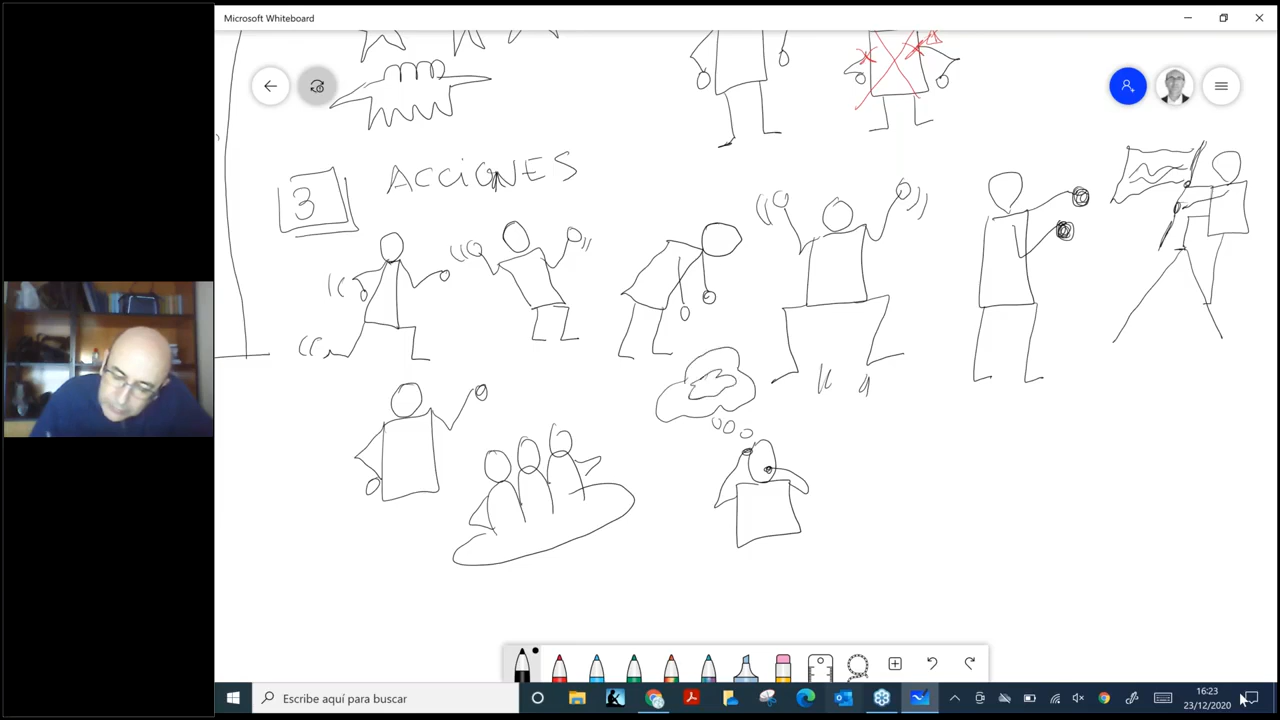 Microsoft Whiteboard
3 ACCIONES
Escribe aquí para buscar
16:23
23/12/2020